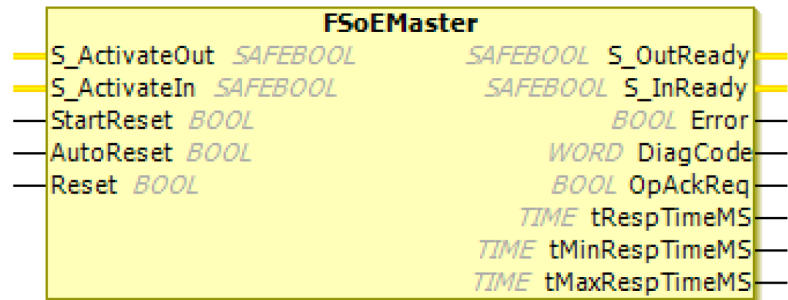 FSoEMaster
S_ActivateOut SAFEBOOL SAFEBOOL S_OutReady
S_ActivateIn SAFEBOOL SAFEBOOL S_InReady
StartReset BOOL BOOL Error
AutoReset BOOL WORD DiagCode
Reset BOOL BOOL OpAckReq
TIME tRespTimeMS
TIME tMinRespTimeMS
TIME tMaxRespTimeMS